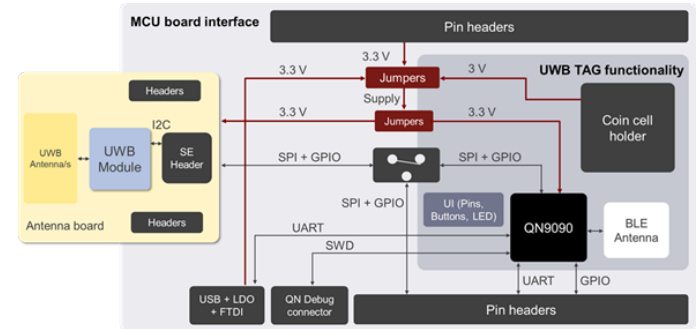 MCU board interface
Pin headers
3.3 V
3.3 V
Jumpers
3 V
UWB TAG functionality
Supply
Coin cell
holder
Headers
3.3 V
Jumpers
3.3 V
I2C
UWB
Antenna/s
UWB
Module
SE
Header
SPI + GPIO
SPI + GPIO
SPI + GPIO
UI (Pins,
Buttons, LED)
QN9090
BLE
Antenna
Headers
Antenna board
UART
SWD
UART
GPIO
USB + LDO
+ FTDI
QN Debug
connector
Pin headers